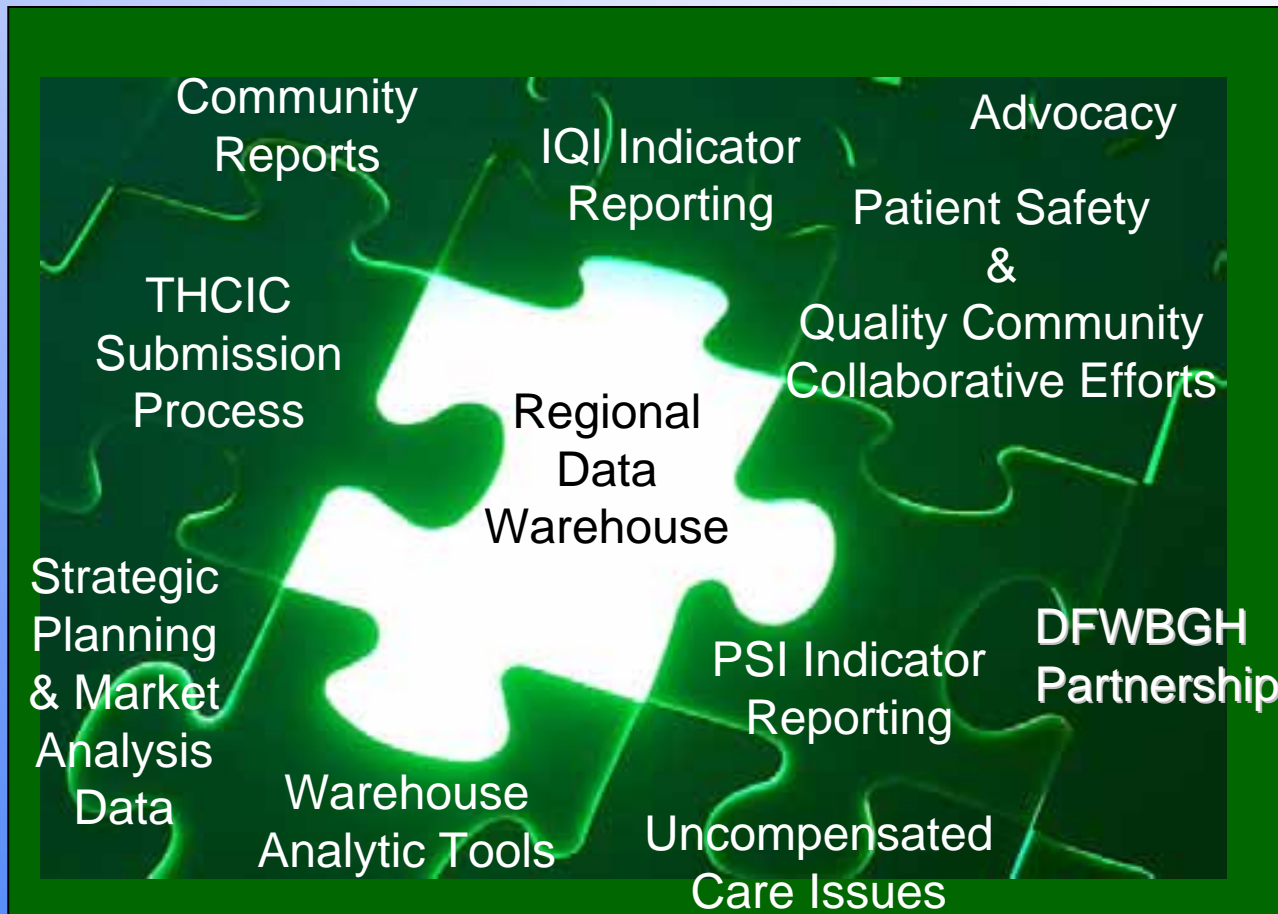 Community
Reports
IQI Indicator
Reporting
Advocacy
Patient Safety
&
Quality Community
Collaborative Efforts
THCIC
Submission
Process
Regional
Data
Warehouse
Strategic
Planning
& Market
Analysis
Data
PSI Indicator
Reporting
DFWBGH
Partnership
Warehouse
Analytic Tools
Uncompensated
Care Issues